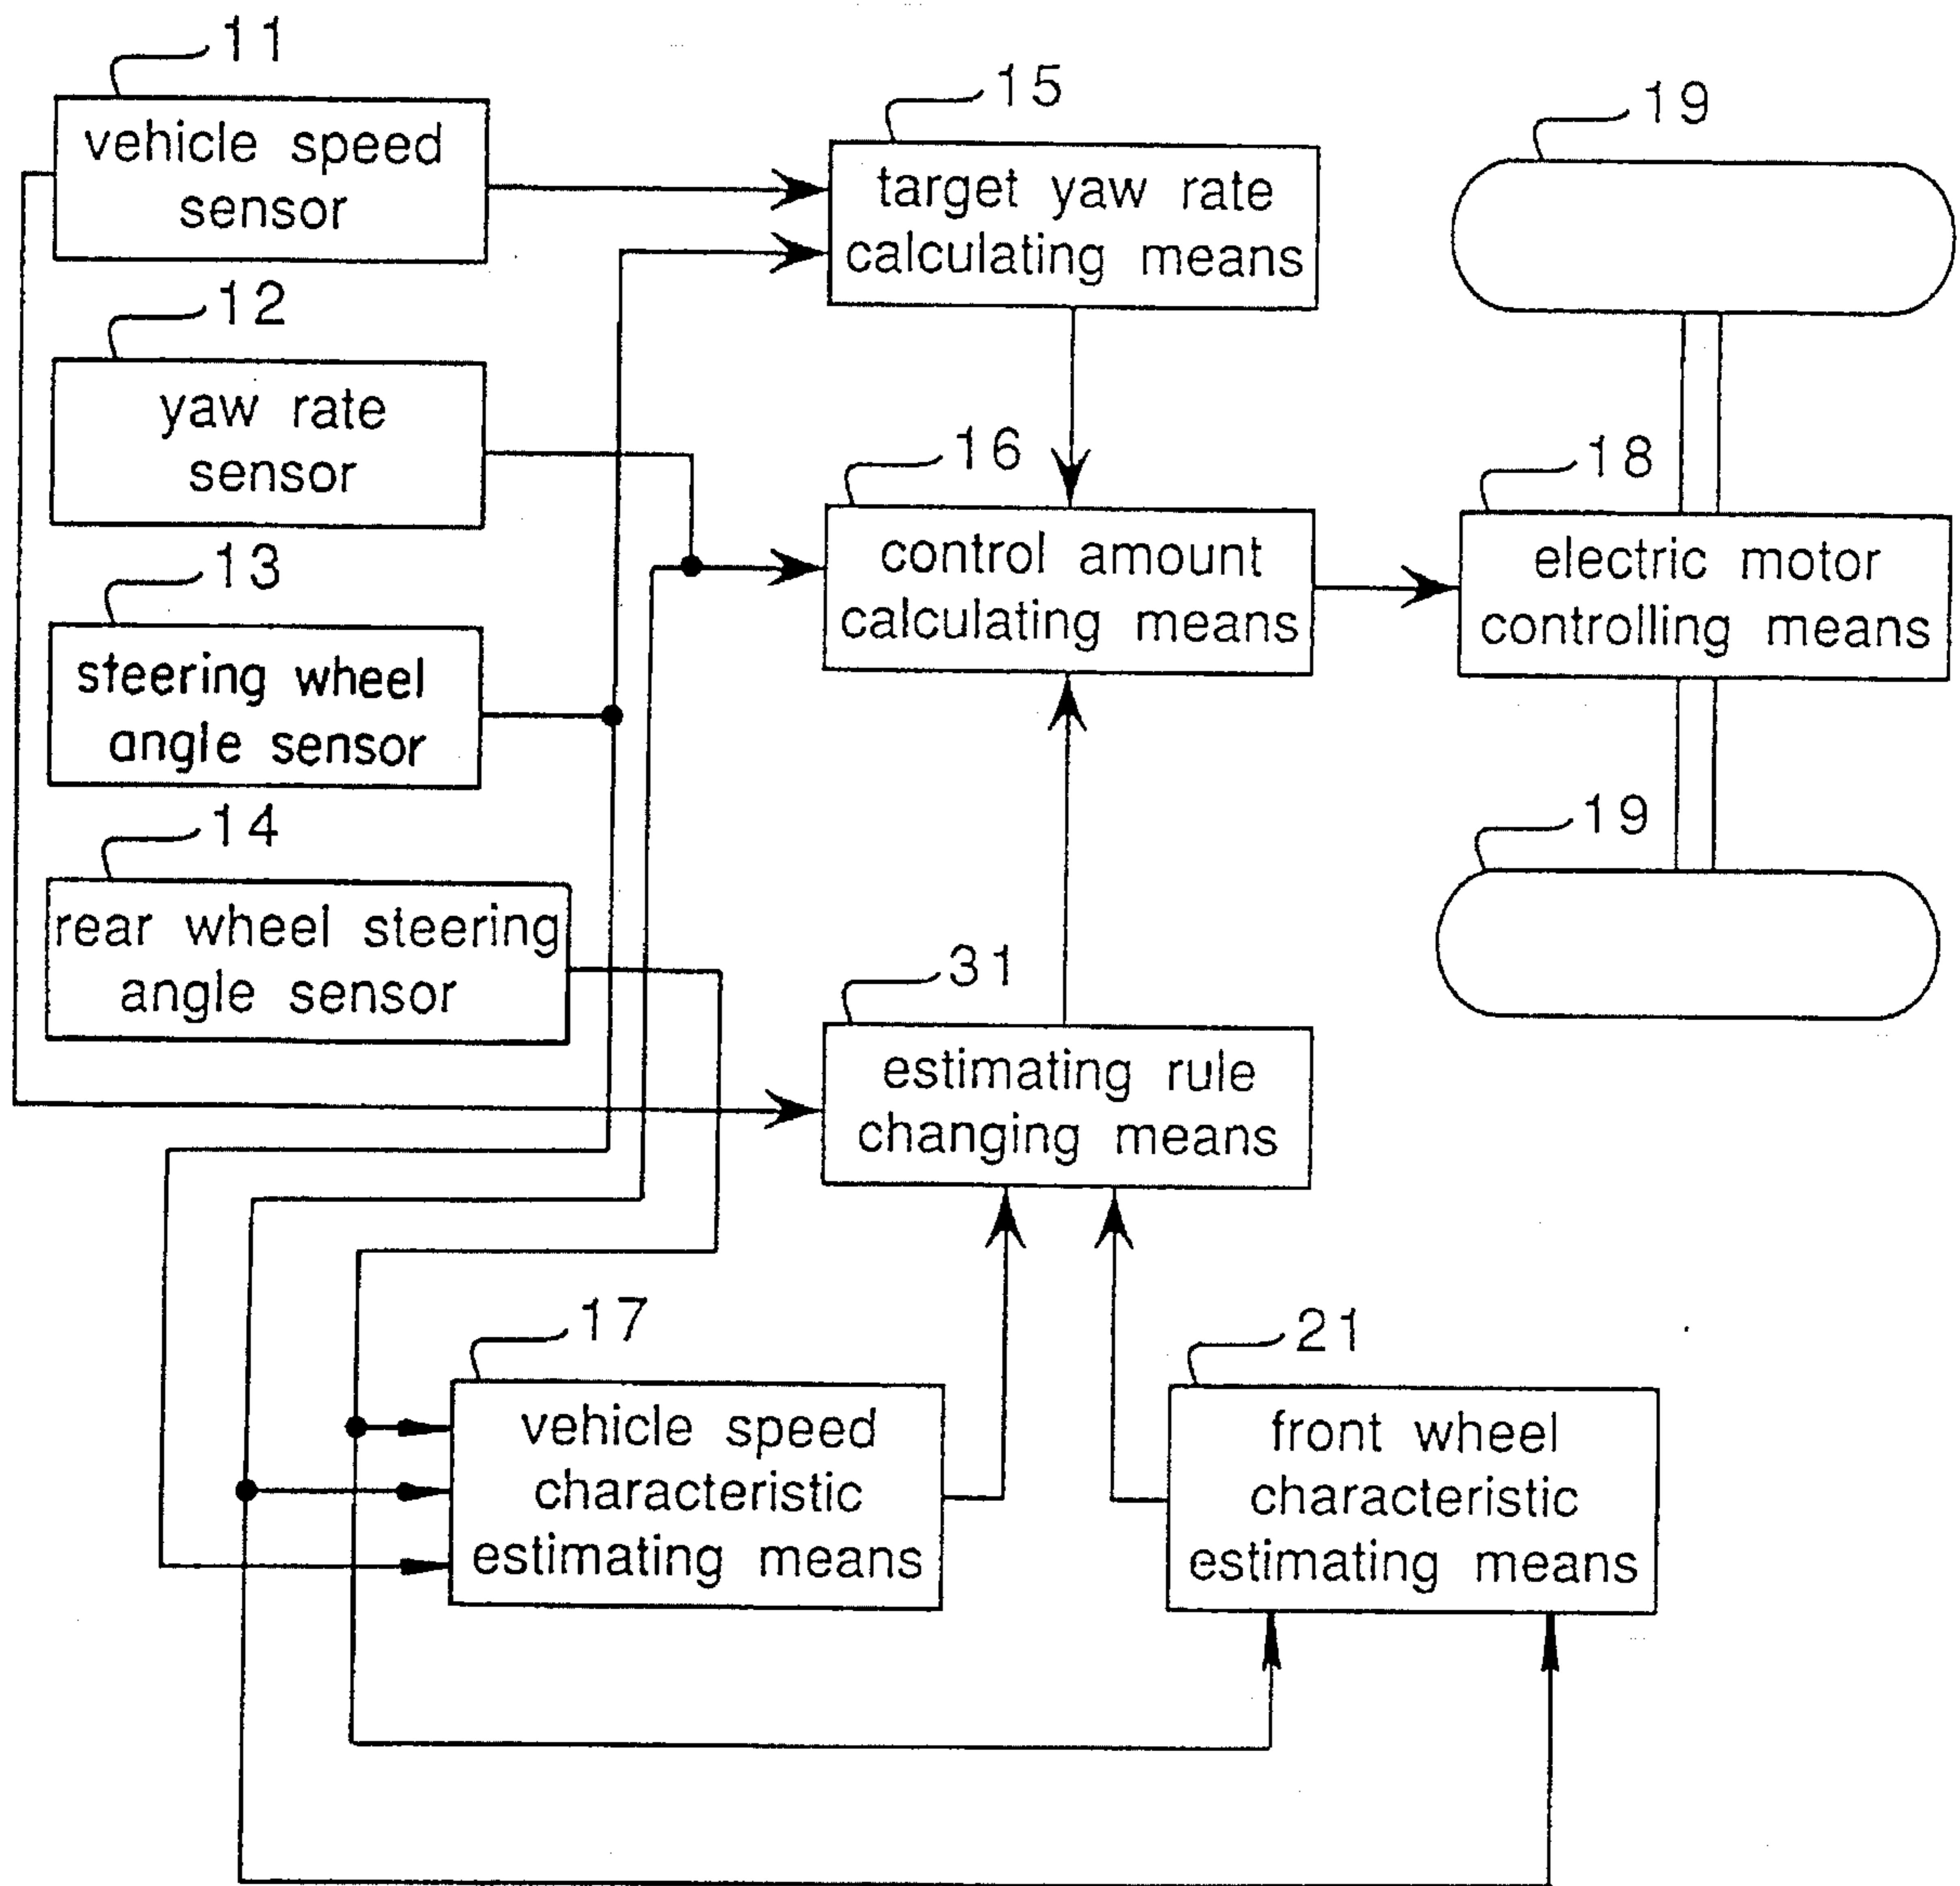 11
vehicle speed
sensor
15
target yaw rate
calculating means
19
12
yaw rate
sensor
16
control amount
calculating means
18
electric motor
controlling means
13
steering wheel
angle sensor
14
rear wheel steering
angle sensor
19
31
estimating rule
changing means
17
vehicle speed
characteristic
estimating means
21
front wheel
characteristic
estimating means